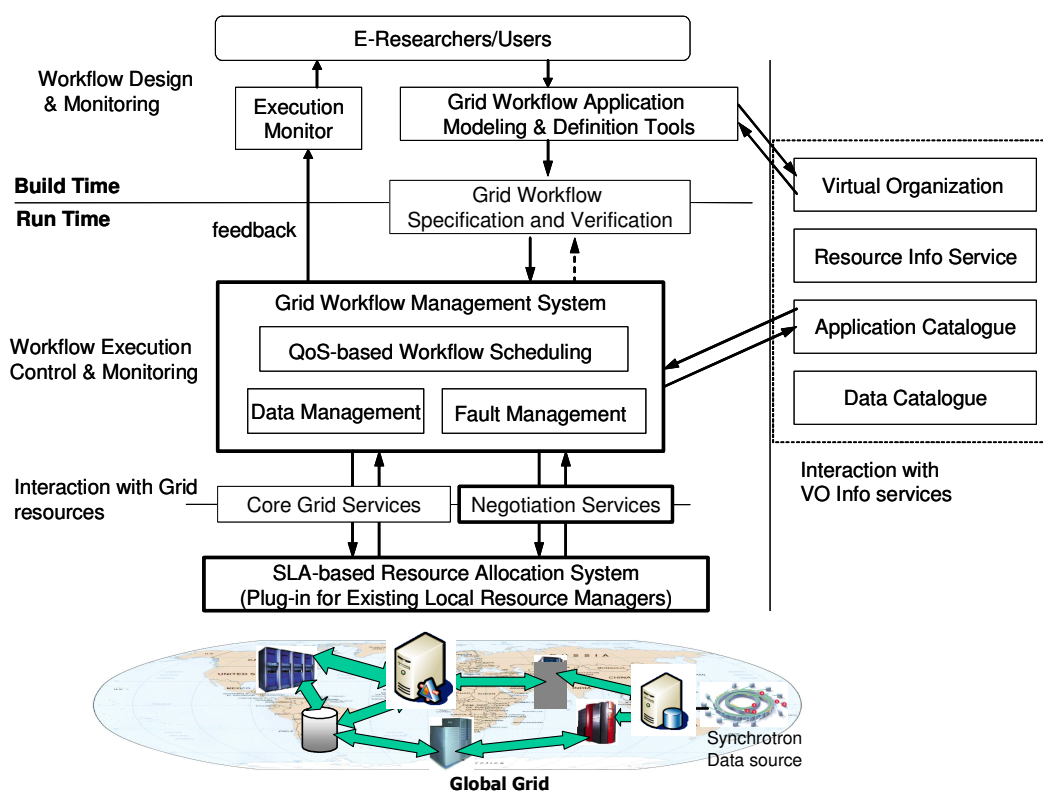 E-Researchers/Users
Workflow Design
& Monitoring
Execution
Monitor
Grid Workflow Application
Modeling & Definition Tools
Build Time
Run Time
Grid Workflow
Specification and Verification
feedback
Virtual Organization
Resource Info Service
Application Catalogue
Data Catalogue
Interaction with
VO Info services
Grid Workflow Management System
QoS-based Workflow Scheduling
Data Management
Fault Management
Workflow Execution
Control & Monitoring
Interaction with Grid
resources
Core Grid Services
Negotiation Services
SLA-based Resource Allocation System
(Plug-in for Existing Local Resource Managers)
Synchrotron
Data source
Global Grid